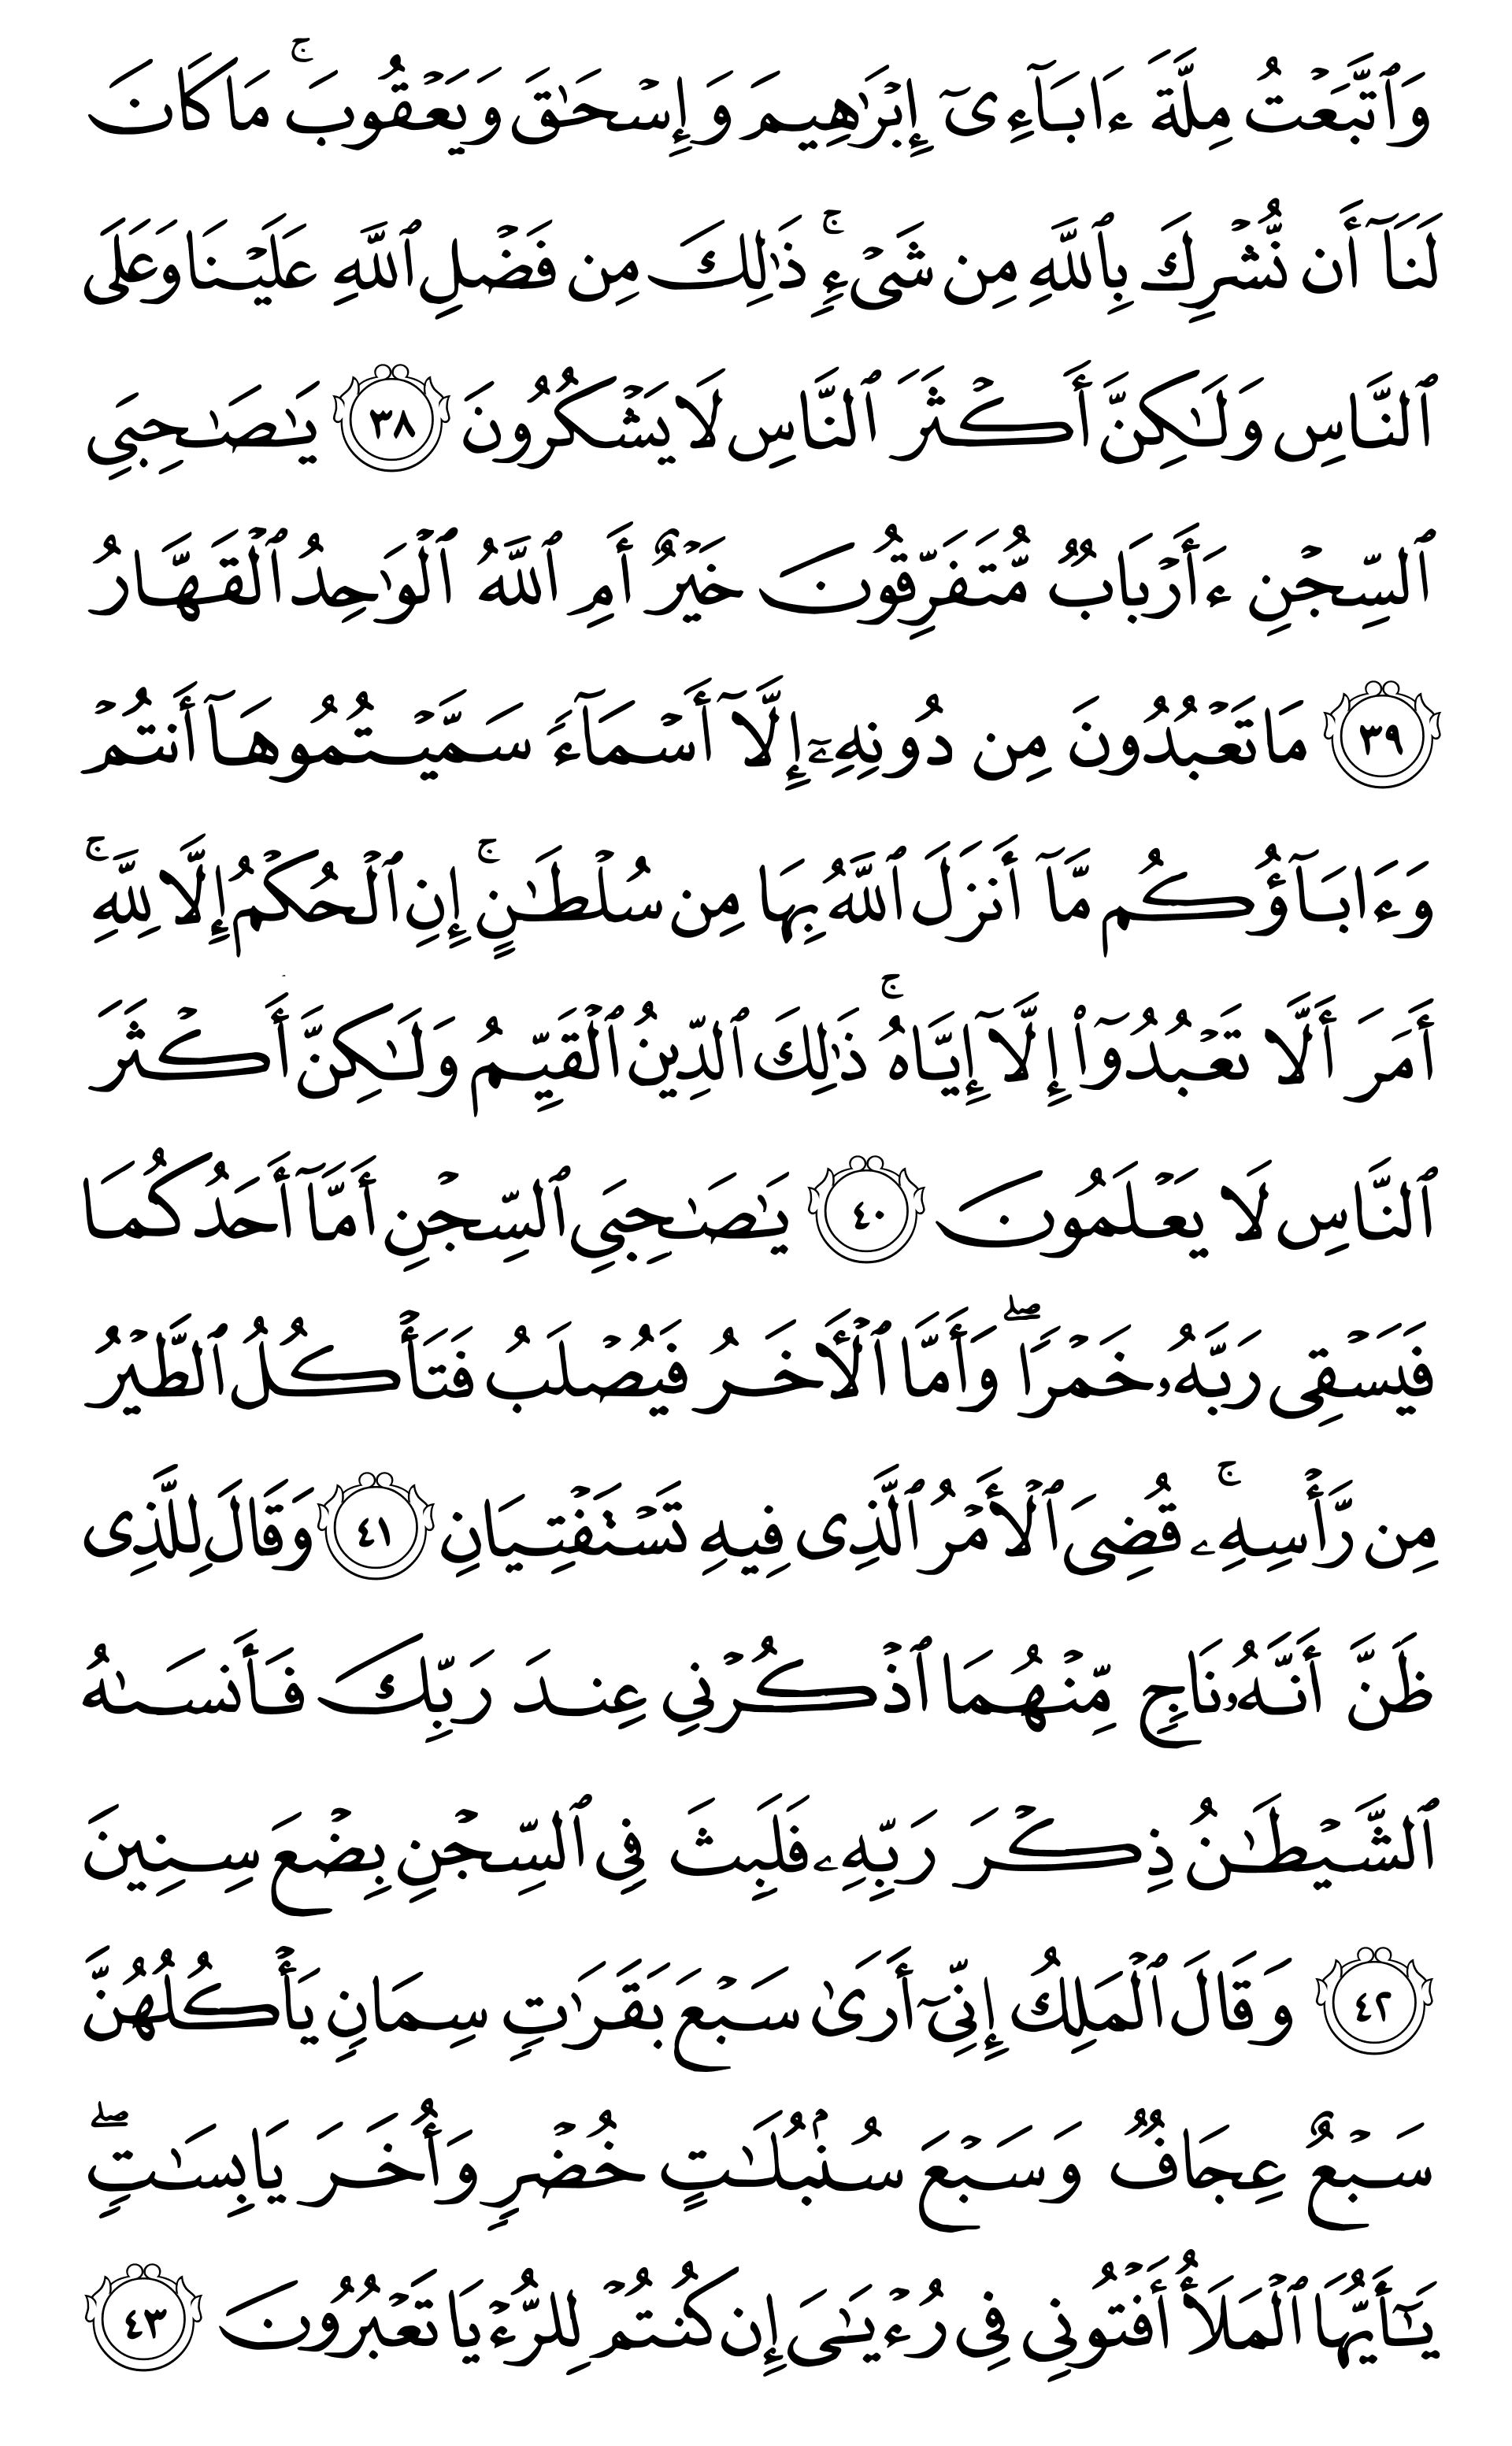 وَٱتَّبَعْتُ مِلَّةَ ءَابَآءِىٓ إِبْرَٰهِيمَ وَإِسْحَٰقَ وَيَعْقُوبَ ۚ مَا كَانَ
لَنَآ أَن نُّشْرِكَ بِٱللَّهِ مِن شَىْءٍ ۚ ذَٰلِكَ مِن فَضْلِ ٱللَّهِ عَلَيْنَا وَعَلَى
ٱلنَّاسِ وَلَٰكِنَّ أَكْثَرَ ٱلنَّاسِ لَا يَشْكُرُونَ ٣٨ يَٰصَٰحِبَىِ
ٱلسِّجْنِ ءَأَرْبَابٌ مُّتَفَرِّقُونَ خَيْرٌ أَمِ ٱللَّهُ ٱلْوَٰحِدُ ٱلْقَهَّارُ
٣٩ مَا تَعْبُدُونَ مِن دُونِهِۦٓ إِلَّآ أَسْمَآءً سَمَّيْتُمُوهَآ أَنتُمْ
وَءَابَآؤُكُم مَّآ أَنزَلَ ٱللَّهُ بِهَا مِن سُلْطَٰنٍ ۚ إِنِ ٱلْحُكْمُ إِلَّا لِلَّهِ ۚ
أَمَرَ أَلَّا تَعْبُدُوٓا۟ إِلَّآ إِيَّاهُ ۚ ذَٰلِكَ ٱلدِّينُ ٱلْقَيِّمُ وَلَٰكِنَّ أَكْثَرَ
ٱلنَّاسِ لَا يَعْلَمُونَ ٤٠ يَٰصَٰحِبَىِ ٱلسِّجْنِ أَمَّآ أَحَدُكُمَا
فَيَسْقِى رَبَّهُۥ خَمْرًا ۖ وَأَمَّا ٱلْءَاخَرُ فَيُصْلَبُ فَتَأْكُلُ ٱلطَّيْرُ
مِن رَّأْسِهِۦ ۚ قُضِىَ ٱلْأَمْرُ ٱلَّذِى فِيهِ تَسْتَفْتِيَانِ ٤١ وَقَالَ لِلَّذِى
ظَنَّ أَنَّهُۥ نَاجٍ مِّنْهُمَا ٱذْكُرْنِى عِندَ رَبِّكَ فَأَنسَىٰهُ
ٱلشَّيْطَٰنُ ذِكْرَ رَبِّهِۦ فَلَبِثَ فِى ٱلسِّجْنِ بِضْعَ سِنِينَ
٤٢ وَقَالَ ٱلْمَلِكُ إِنِّىٓ أَرَىٰ سَبْعَ بَقَرَٰتٍ سِمَانٍ يَأْكُلُهُنَّ
سَبْعٌ عِجَافٌ وَسَبْعَ سُنۢبُلَٰتٍ خُضْرٍ وَأُخَرَ يَابِسَٰتٍ ۖ
يَٰٓأَيُّهَا ٱلْمَلَأُ أَفْتُونِى فِى رُءْيَٰىَ إِن كُنتُمْ لِلرُّءْيَا تَعْبُرُونَ ٤٣